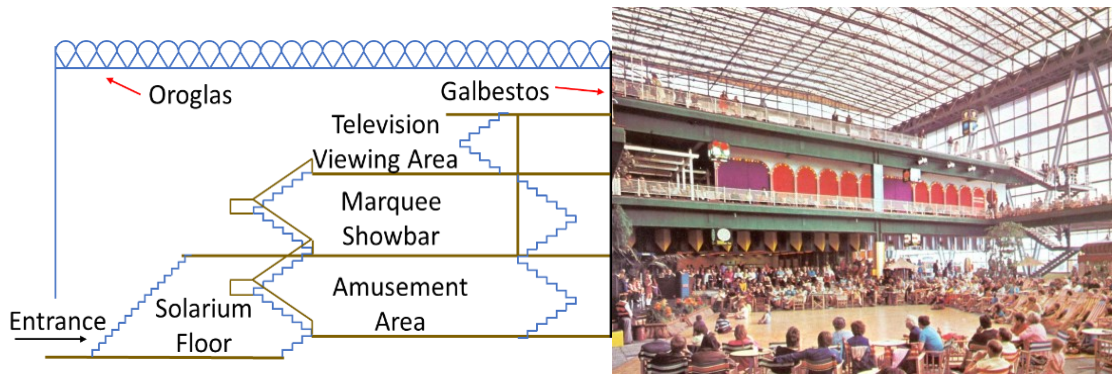 Oroglas
Galbestos
Television
Viewing Area
Marquee
Showbar
Amusement
Area
Solarium
Floor
Entrance